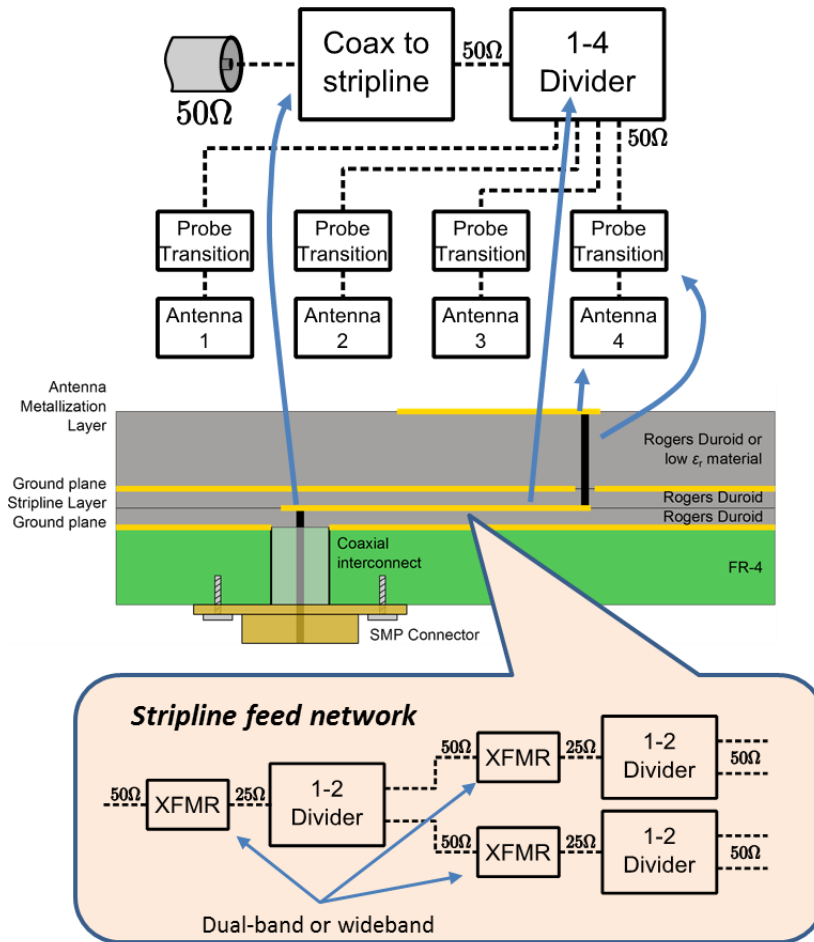 Coax to
stripline
50Ω
1-4
Divider
50Ω
50Ω
Probe
Transition
Probe
Transition
Probe
Transition
Probe
Transition
Antenna
1
Antenna
2
Antenna
3
Antenna
4
Antenna
Metallization
Layer
Rogers Duroid or
low εr material
Ground plane
Stripline Layer
Ground plane
Rogers Duroid
Rogers Duroid
Coaxial
interconnect
FR-4
SMP Connector
Stripline feed network
50Ω
XFMR
25Ω
1-2
Divider
50Ω
XFMR
25Ω
1-2
Divider
50Ω
50Ω
XFMR
25Ω
1-2
Divider
50Ω
Dual-band or wideband